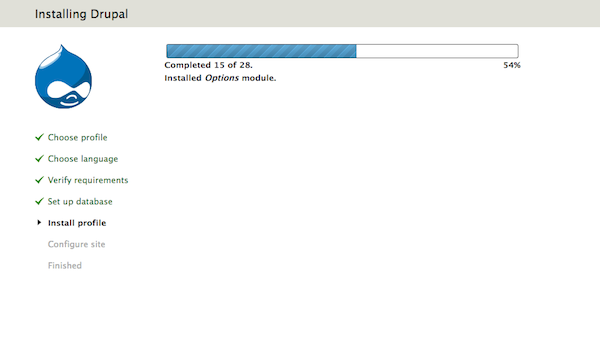 Installing Drupal
Completed 15 of 28.
54%
Installed Options module.
Choose profile
Choose language
Verify requirements
Set up database
Install profile
Configure site
Finished